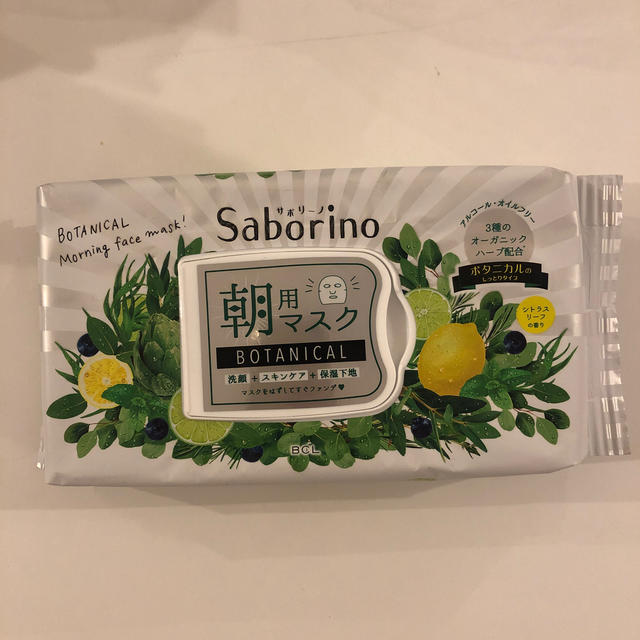 BOTANICAL
Morning face mask!
サボリーノ
Saborino
アルコール・オイルフリー
3種の
オーガニック
ハーブ配合
ボタニカルの
しっとりタイプ
シトラス
リーフ
の香り
朝用マスク
BOTANICAL
洗顔+スキンケア+保湿下地
マスクをはずしてすぐファンデ♥
BCL